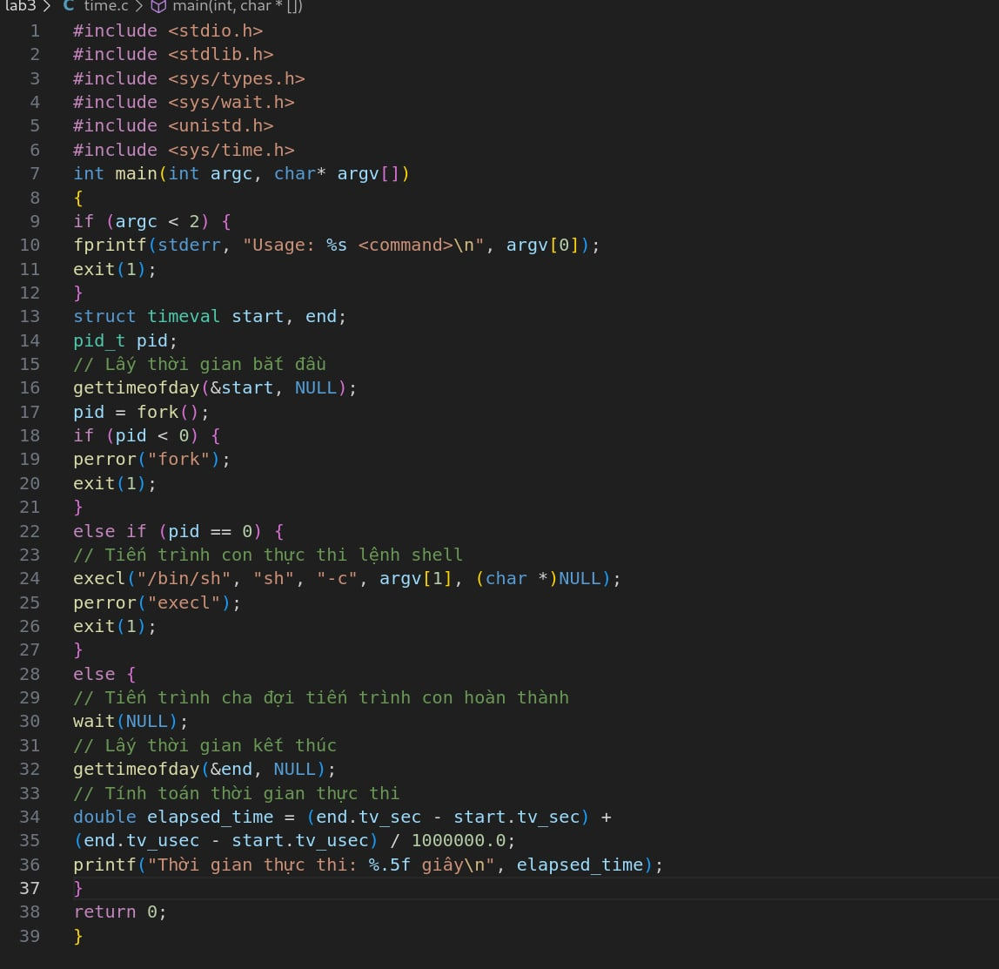 lab3 > C time.c > main(int, char * [])
1 #include <stdio.h>
2 #include <stdlib.h>
3 #include <sys/types.h>
4 #include <sys/wait.h>
5 #include <unistd.h>
6 #include <sys/time.h>
7 int main(int argc, char* argv[])
8 {
9 if (argc < 2) {
10 fprintf(stderr, "Usage: %s <command>\n", argv[0]);
11 exit(1);
12 }
13 struct timeval start, end;
14 pid_t pid;
15 // Lấy thời gian bắt đầu
16 gettimeofday(&start, NULL);
17 pid = fork();
18 if (pid < 0) {
19 perror("fork");
20 exit(1);
21 }
22 else if (pid == 0) {
23 // Tiến trình con thực thi lệnh shell
24 execl("/bin/sh", "sh", "-c", argv[1], (char *)NULL);
25 perror("execl");
26 exit(1);
27 }
28 else {
29 // Tiến trình cha đợi tiến trình con hoàn thành
30 wait(NULL);
31 // Lấy thời gian kết thúc
32 gettimeofday(&end, NULL);
33 // Tính toán thời gian thực thi
34 double elapsed_time = (end.tv_sec - start.tv_sec) +
35 (end.tv_usec - start.tv_usec) / 1000000.0;
36 printf("Thời gian thực thi: %.5f giây\n", elapsed_time);
37 }
38 return 0;
39 }